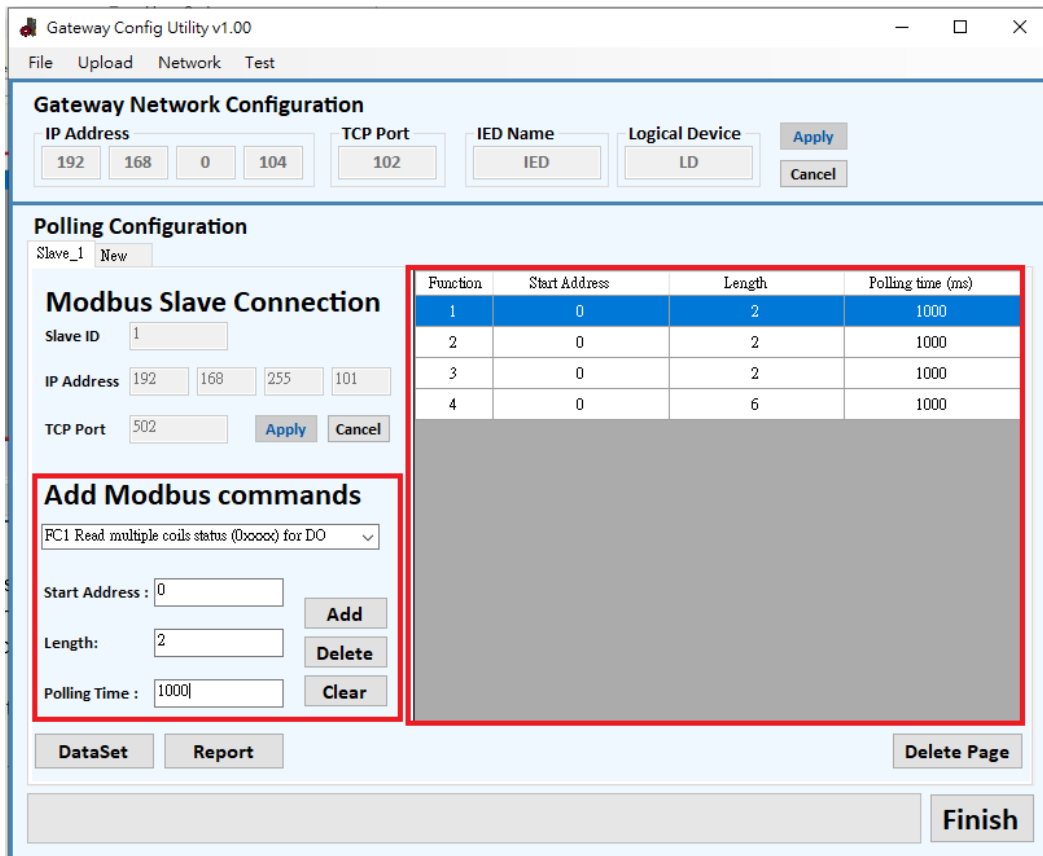 Gateway Config Utility v1.00
File Upload Network Test
Gateway Network Configuration
IP Address TCP Port IED Name Logical Device
192 168 0 104 102 IED LD Apply
Cancel
Polling Configuration
Slave_1 New
Modbus Slave Connection
Slave ID 1
IP Address 192 168 255 101
TCP Port 502 Apply Cancel
Add Modbus commands
FC1 Read multiple coils status (0xxxx) for DO
Start Address : 0
Add
Length: 2
Delete
Polling Time : 1000
Clear
Function Start Address Length Polling time (ms)
1 0 2 1000
2 0 2 1000
3 0 2 1000
4 0 6 1000
DataSet Report Delete Page
Finish